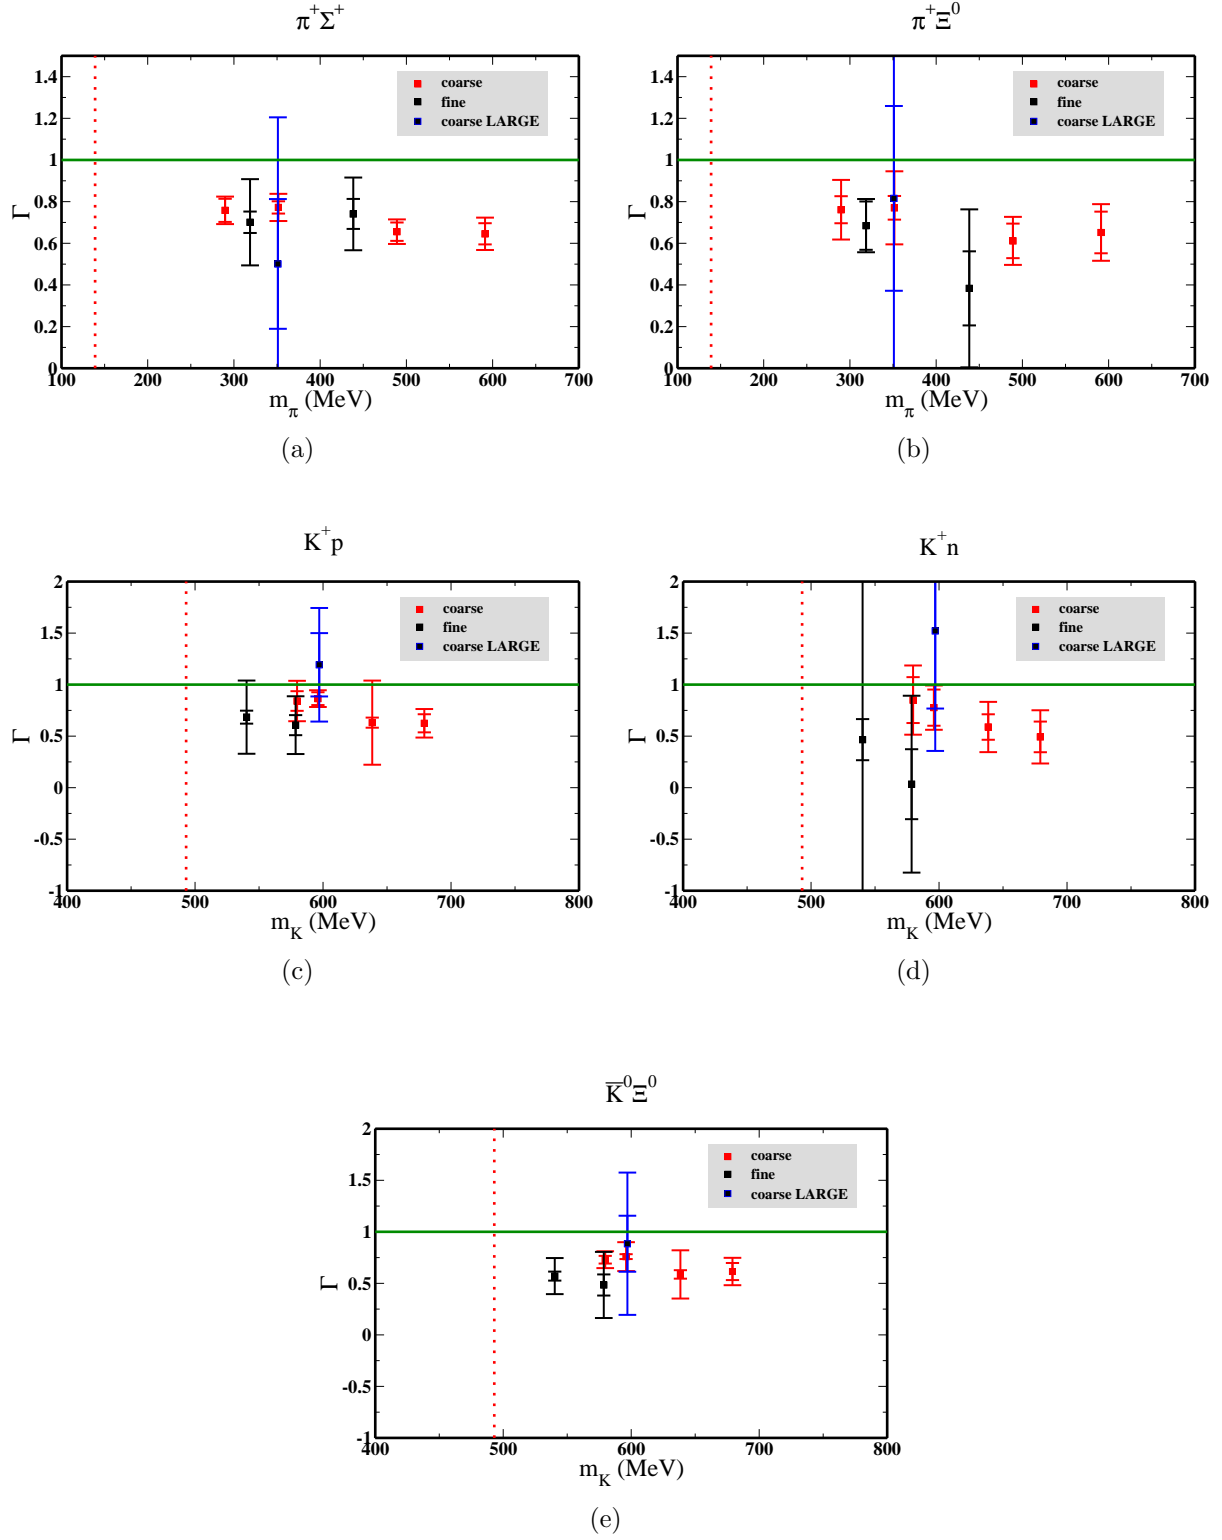 π⁺Σ⁺
1.4
1.2
1
0.8
0.6
0.4
0.2
0
Γ
coarse
fine
coarse LARGE
100 200 300 400 500 600 700
m_π (MeV)
(a)
π⁺Ξ⁰
1.4
1.2
1
0.8
0.6
0.4
0.2
0
Γ
coarse
fine
coarse LARGE
100 200 300 400 500 600 700
m_π (MeV)
(b)
K⁺p
2
1.5
1
0.5
0
-0.5
-1
Γ
coarse
fine
coarse LARGE
400 500 600 700 800
m_K (MeV)
(c)
K⁺n
2
1.5
1
0.5
0
-0.5
-1
Γ
coarse
fine
coarse LARGE
400 500 600 700 800
m_K (MeV)
(d)
K̅⁰Ξ⁰
2
1.5
1
0.5
0
-0.5
-1
Γ
coarse
fine
coarse LARGE
400 500 600 700 800
m_K (MeV)
(e)